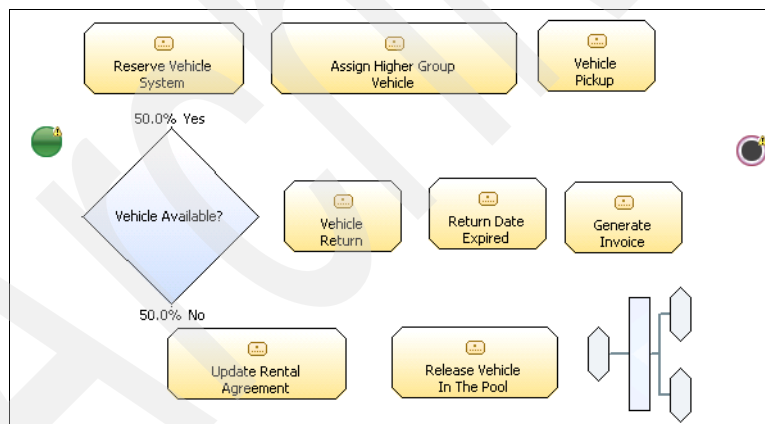 Reserve Vehicle
System
Assign Higher Group
Vehicle
Vehicle
Pickup
50.0% Yes
Vehicle Available?
Vehicle
Return
Return Date
Expired
Generate
Invoice
50.0% No
Update Rental
Agreement
Release Vehicle
In The Pool